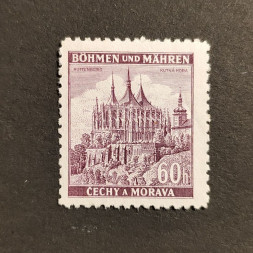 BÖHMEN UND MÄHREN
KUTTENBERG KUTNÁ HORA
60h
ČECHY A MORAVA